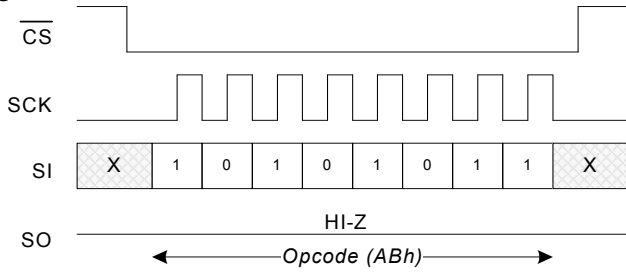 CS
SCK
SI X 1 0 1 0 1 0 1 1 X
HI-Z
SO
Opcode (ABh)